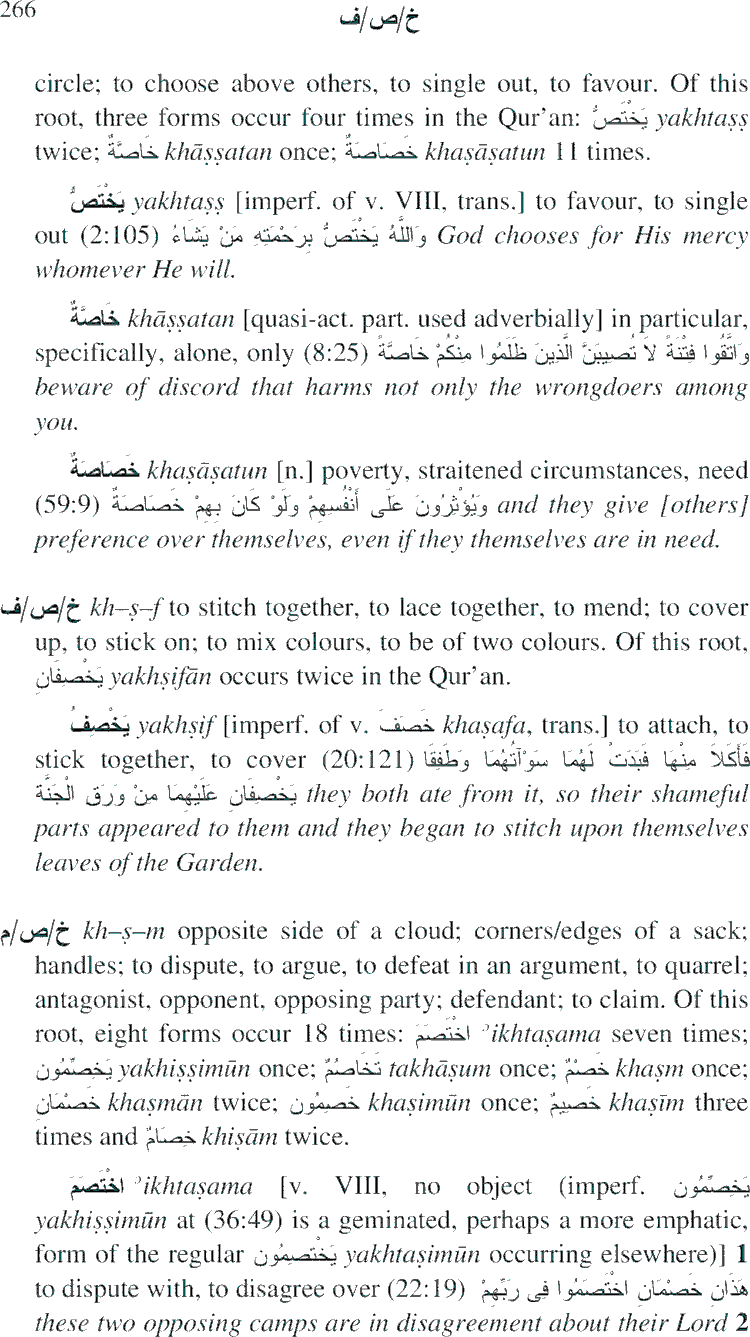 266
خ/ص/ف
circle; to choose above others, to single out, to favour. Of this
root, three forms occur four times in the Qur'an: يَخْتَصُّ yakhtaṣṣ
twice; خَاصَّةٌ khāṣṣatan once; خَصَاصَةٌ khaṣāṣatun 11 times.
يَخْتَصُّ yakhtaṣṣ [imperf. of v. VIII, trans.] to favour, to single
out (2:105) وَاللَّهُ يَخْتَصُّ بِرَحْمَتِهِ مَنْ يَشَاءُ God chooses for His mercy
whomever He will.
خَاصَّةٌ khāṣṣatan [quasi-act. part. used adverbially] in particular,
specifically, alone, only (8:25) وَاتَّقُوا فِتْنَةً لاَ تُصِيبَنَّ الَّذِينَ ظَلَمُوا مِنْكُمْ خَاصَّةً
beware of discord that harms not only the wrongdoers among
you.
خَصَاصَةٌ khaṣāṣatun [n.] poverty, straitened circumstances, need
(59:9) وَيُؤْثِرُونَ عَلَى أَنْفُسِهِمْ وَلَوْ كَانَ بِهِمْ خَصَاصَةٌ and they give [others]
preference over themselves, even if they themselves are in need.
خ/ص/ف kh–ṣ–f to stitch together, to lace together, to mend; to cover
up, to stick on; to mix colours, to be of two colours. Of this root,
يَخْصِفَانِ yakhṣifān occurs twice in the Qur'an.
يَخْصِفُ yakhṣif [imperf. of v. خَصَفَ khaṣafa, trans.] to attach, to
stick together, to cover (20:121) فَأَكَلاَ مِنْهَا فَبَدَتْ لَهُمَا سَوْآتُهُمَا وَطَفِقَا
يَخْصِفَانِ عَلَيْهِمَا مِنْ وَرَقِ الْجَنَّةِ they both ate from it, so their shameful
parts appeared to them and they began to stitch upon themselves
leaves of the Garden.
خ/ص/م kh–ṣ–m opposite side of a cloud; corners/edges of a sack;
handles; to dispute, to argue, to defeat in an argument, to quarrel;
antagonist, opponent, opposing party; defendant; to claim. Of this
root, eight forms occur 18 times: اخْتَصَمَ ʾikhtaṣama seven times;
يَخِصِّمُون yakhiṣṣimūn once; تَخَاصُمٌ takhāṣum once; خَصْمٌ khaṣm once;
خَصْمَانِ khaṣmān twice; خَصِمُون khaṣimūn once; خَصِيمٌ khaṣīm three
times and خِصَامٌ khiṣām twice.
اخْتَصَمَ ʾikhtaṣama [v. VIII, no object (imperf. يَخِصِّمُون
yakhiṣṣimūn at (36:49) is a geminated, perhaps a more emphatic,
form of the regular يَخْتَصِمُون yakhtaṣimūn occurring elsewhere)] 1
to dispute with, to disagree over (22:19) هَذَانِ خَصْمَانِ اخْتَصَمُوا فِى رَبِّهِمْ
these two opposing camps are in disagreement about their Lord 2